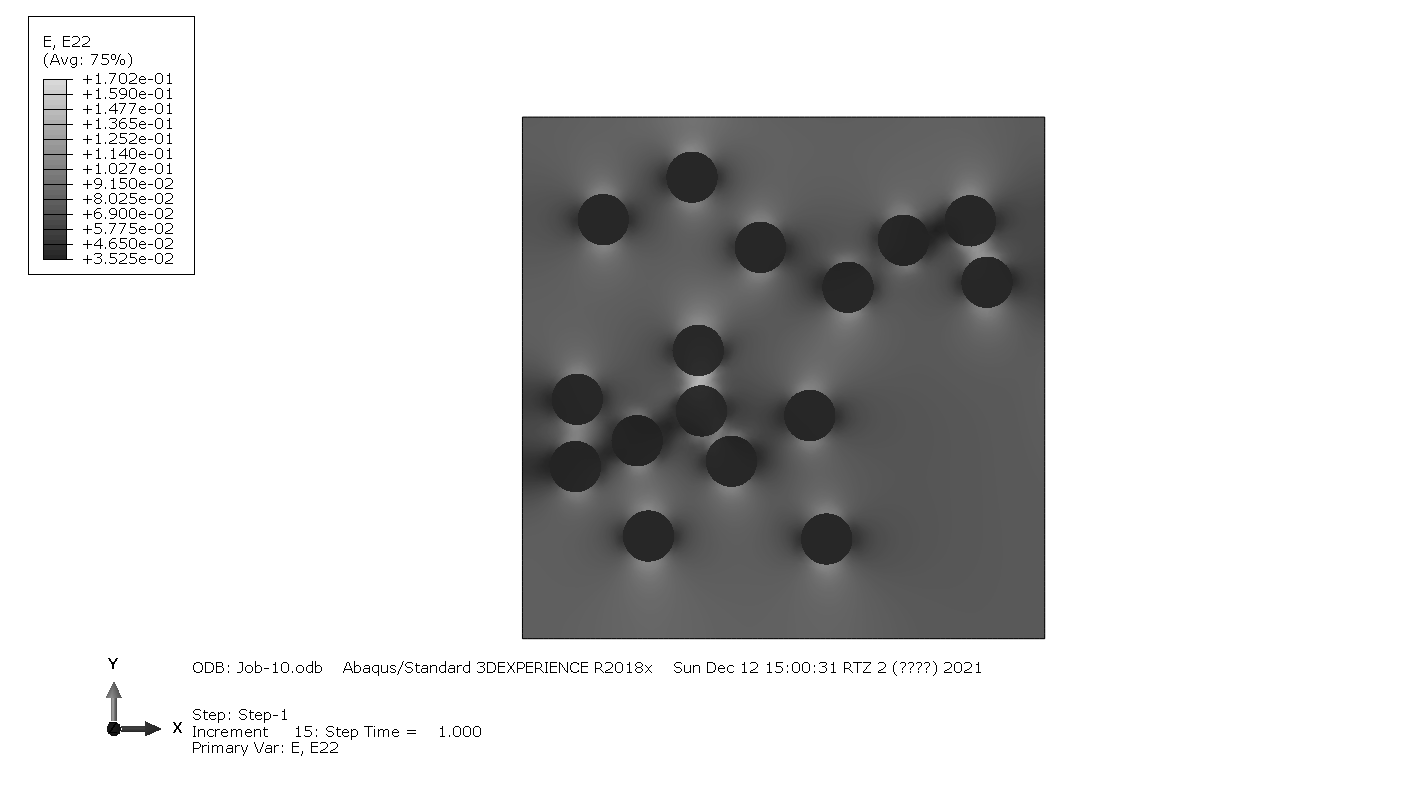 E, E22
(Avg: 75%)
+1.702e-01
+1.590e-01
+1.477e-01
+1.365e-01
+1.252e-01
+1.140e-01
+1.027e-01
+9.150e-02
+8.025e-02
+6.900e-02
+5.775e-02
+4.650e-02
+3.525e-02
Y
X
ODB: Job-10.odb Abaqus/Standard 3DEXPERIENCE R2018x Sun Dec 12 15:00:31 RTZ 2 (????) 2021
Step: Step-1
Increment 15: Step Time = 1.000
Primary Var: E, E22